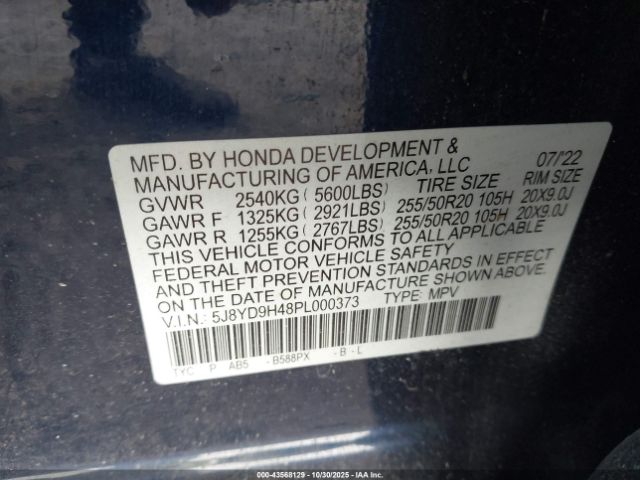 MFD. BY HONDA DEVELOPMENT &
MANUFACTURING OF AMERICA, LLC 07/'22
GVWR 2540KG ( 5600LBS) TIRE SIZE RIM SIZE
GAWR F 1325KG ( 2921LBS) 255/50R20 105H 20X9.0J
GAWR R 1255KG ( 2767LBS) 255/50R20 105H 20X9.0J
THIS VEHICLE CONFORMS TO ALL APPLICABLE
FEDERAL MOTOR VEHICLE SAFETY
AND THEFT PREVENTION STANDARDS IN EFFECT ON THE
DATE OF MANUFACTURE SHOWN ABOVE.
V.I.N.: 5J8YD9H48PL000373 TYPE: MPV
TYC P AB5 - B588PX - B - L
000-43568129 - 10/30/2025 - IAAI.COM